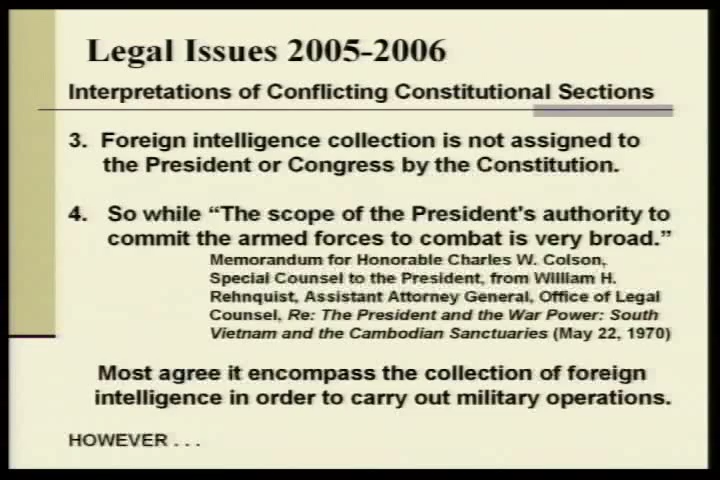 Legal Issues 2005-2006
Interpretations of Conflicting Constitutional Sections
3. Foreign intelligence collection is not assigned to
the President or Congress by the Constitution.
4. So while “The scope of the President's authority to
commit the armed forces to combat is very broad.”
Memorandum for Honorable Charles W. Colson,
Special Counsel to the President, from William H.
Rehnquist, Assistant Attorney General, Office of Legal
Counsel, Re: The President and the War Power: South
Vietnam and the Cambodian Sanctuaries (May 22, 1970)
Most agree it encompass the collection of foreign
intelligence in order to carry out military operations.
HOWEVER . . .